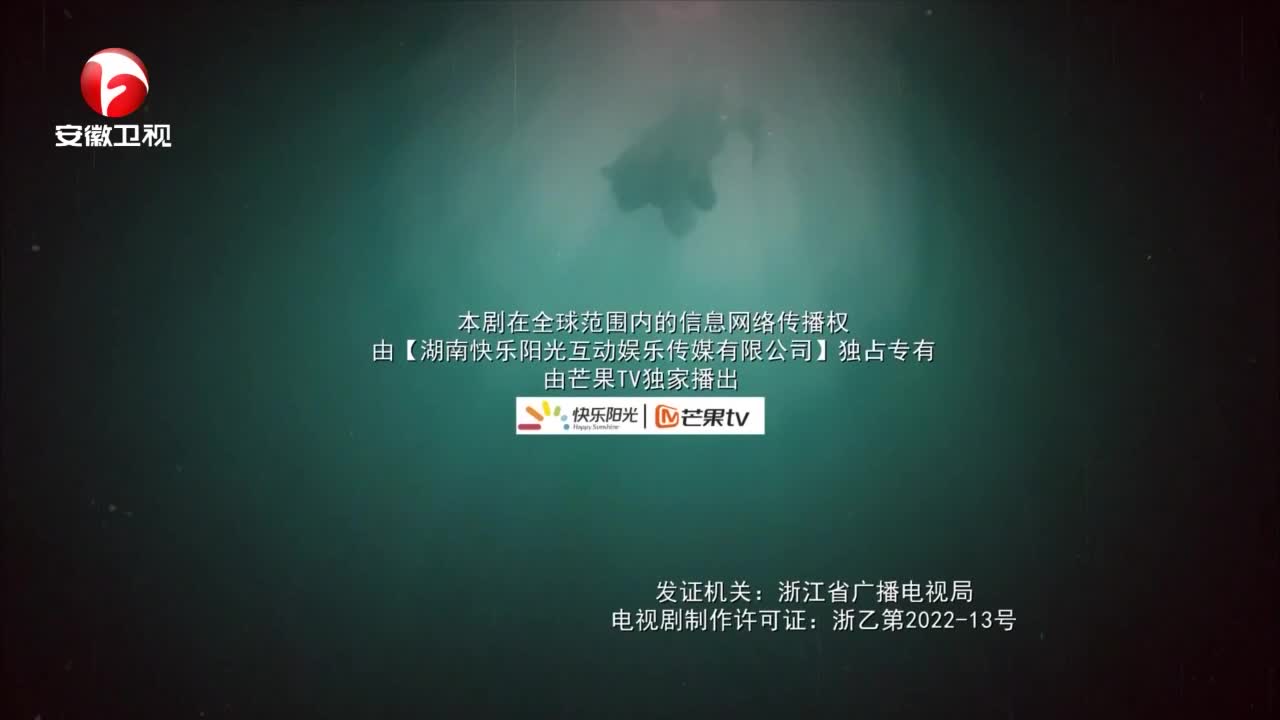 安徽卫视
本剧在全球范围内的信息网络传播权
由【湖南快乐阳光互动娱乐传媒有限公司】独占专有
由芒果TV独家播出
快乐阳光 | 芒果tv
Happy Sunshine
发证机关：浙江省广播电视局
电视剧制作许可证：浙乙第2022-13号